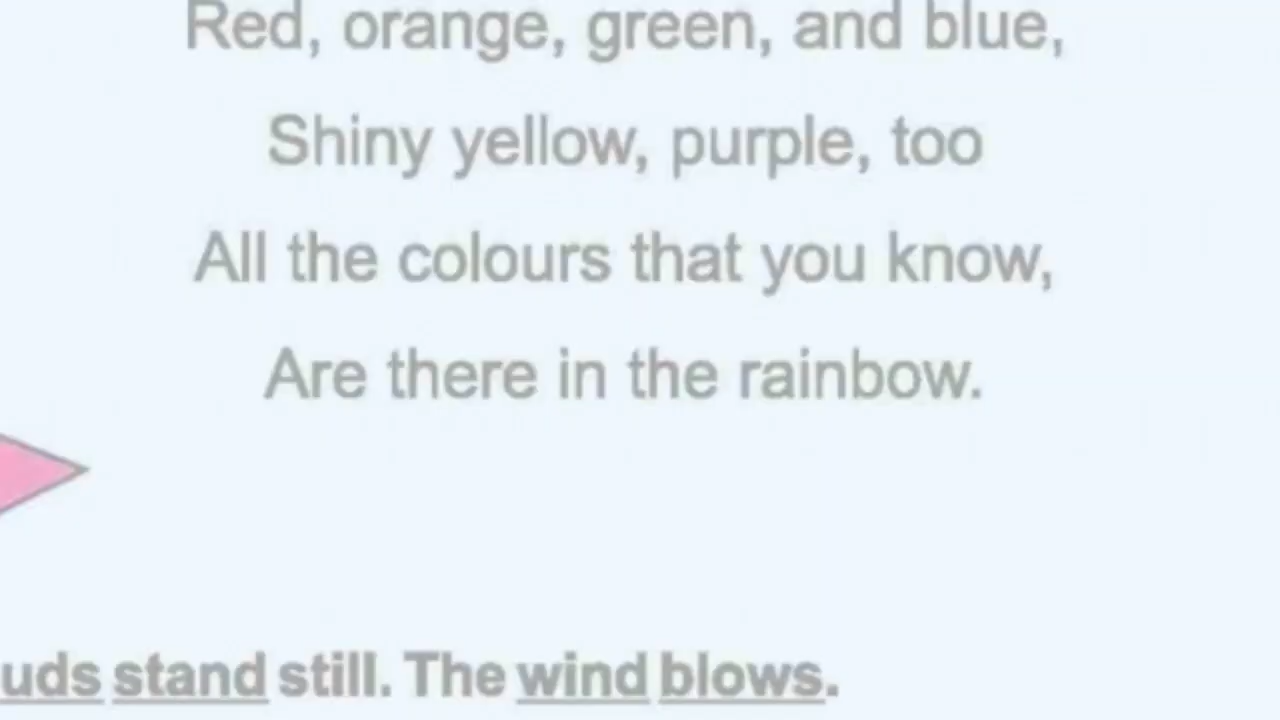 Red, orange, green, and blue,
Shiny yellow, purple, too
All the colours that you know,
Are there in the rainbow.
uds stand still. The wind blows.